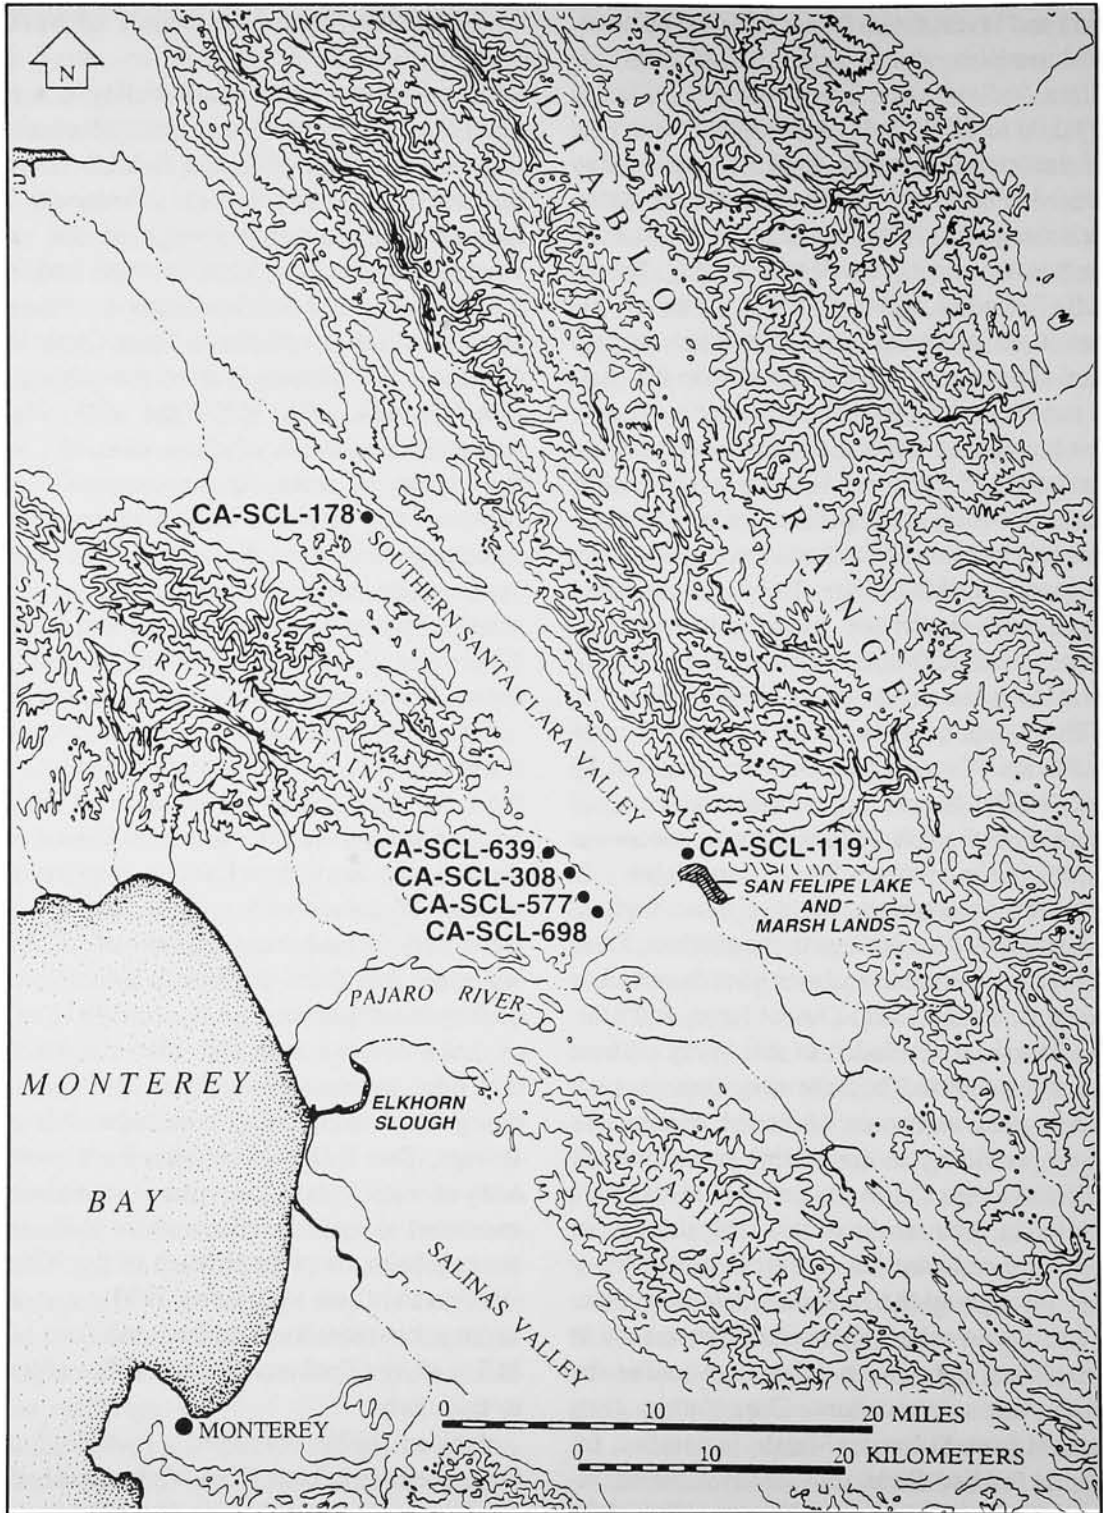 N
DIABLO RANGE
CA-SCL-178
SOUTHERN SANTA CLARA VALLEY
ANTA CRUZ MOUNTAINS
CA-SCL-639
CA-SCL-119
CA-SCL-308
SAN FELIPE LAKE
AND
MARSH LANDS
CA-SCL-577
CA-SCL-698
PAJARO RIVER
MONTEREY
BAY
ELKHORN
SLOUGH
GABILAN RANGE
SALINAS VALLEY
MONTEREY
0 10 20 MILES
KILOMETERS
0 10 20